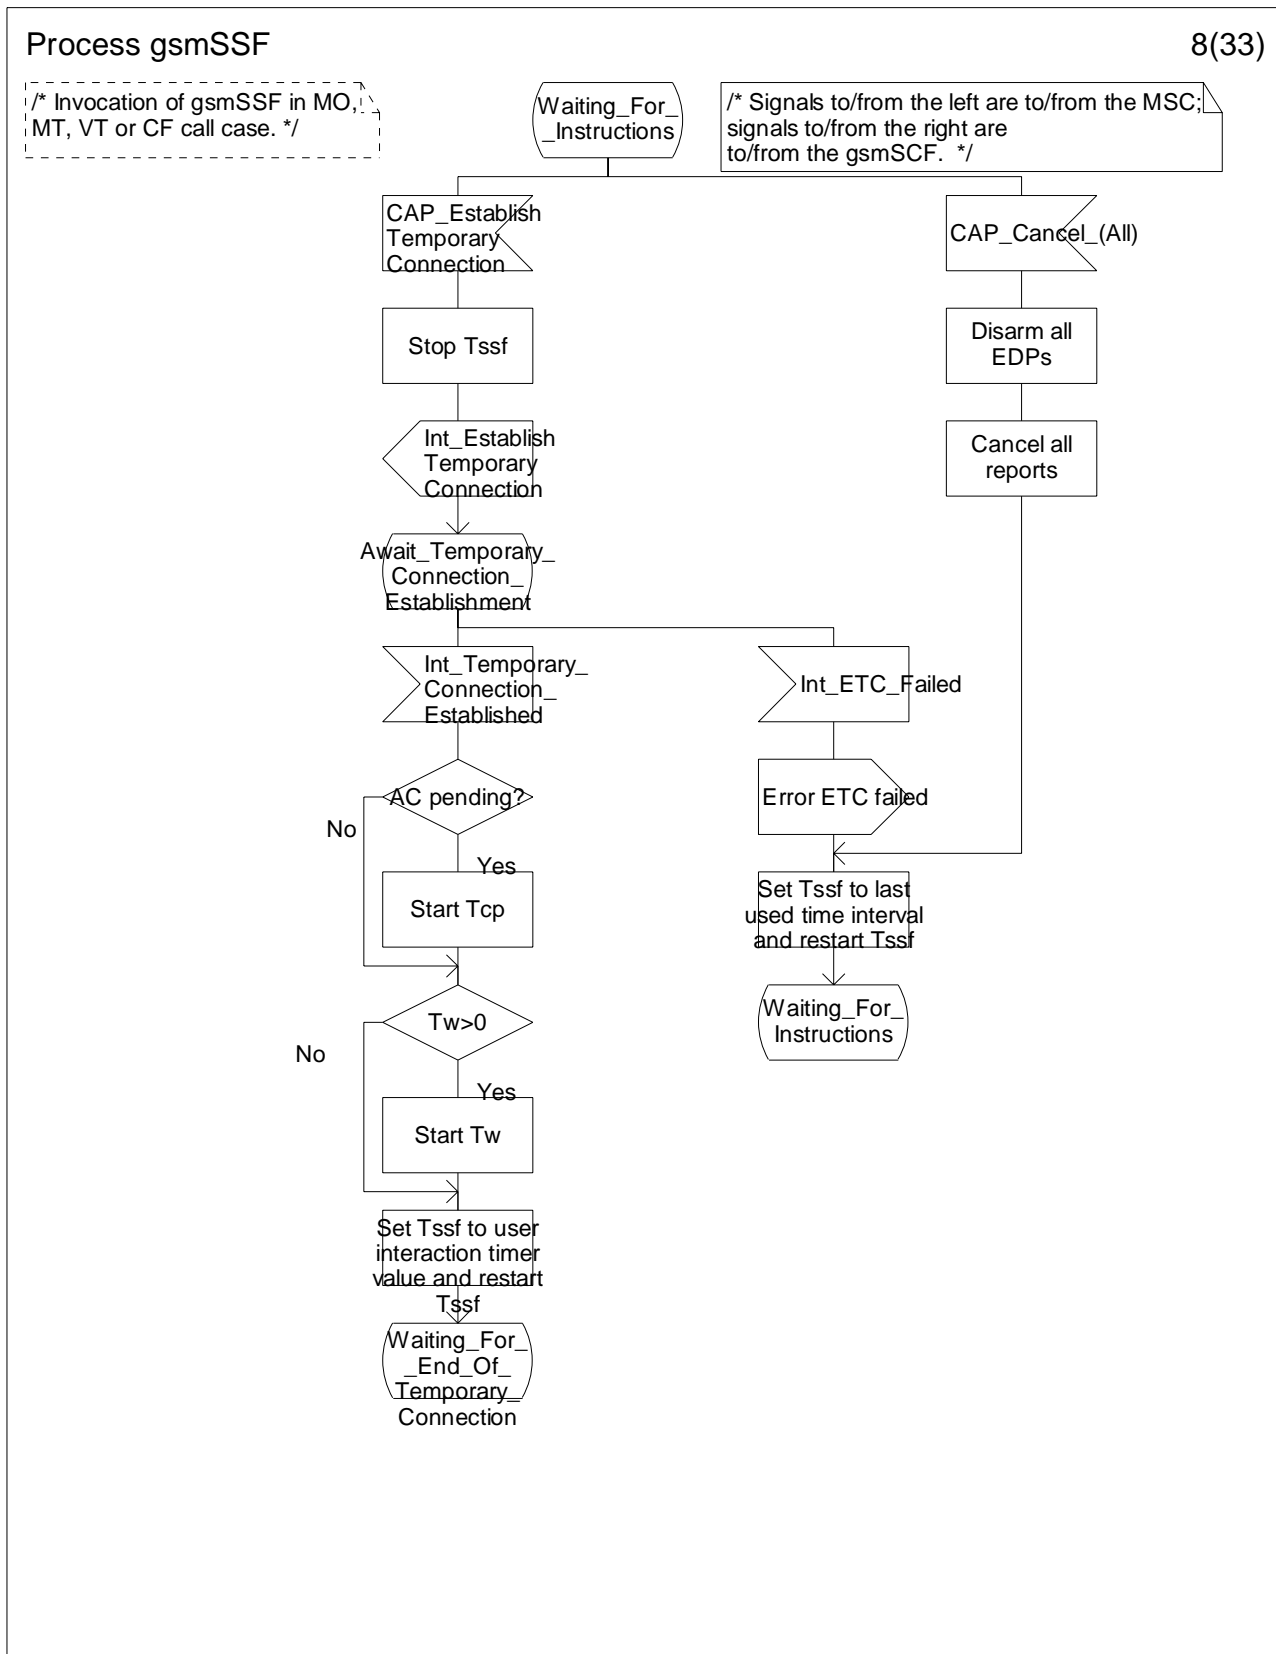 Process gsmSSF
8(33)
/* Invocation of gsmSSF in MO,
MT, VT or CF call case. */
Waiting_For_
_Instructions
/* Signals to/from the left are to/from the MSC;
signals to/from the right are
to/from the gsmSCF.  */
CAP_Establish
Temporary
Connection
CAP_Cancel_(All)
Stop Tssf
Disarm all
EDPs
Int_Establish
Temporary
Connection
Cancel all
reports
Await_Temporary_
Connection_
Establishment
Int_Temporary_
Connection_
Established
Int_ETC_Failed
AC pending?
Error ETC failed
No
Yes
Start Tcp
Set Tssf to last
used time interval
and restart Tssf
Tw>0
Waiting_For_
Instructions
No
Yes
Start Tw
Set Tssf to user
interaction timer
value and restart
Tssf
Waiting_For_
_End_Of_
Temporary_
Connection